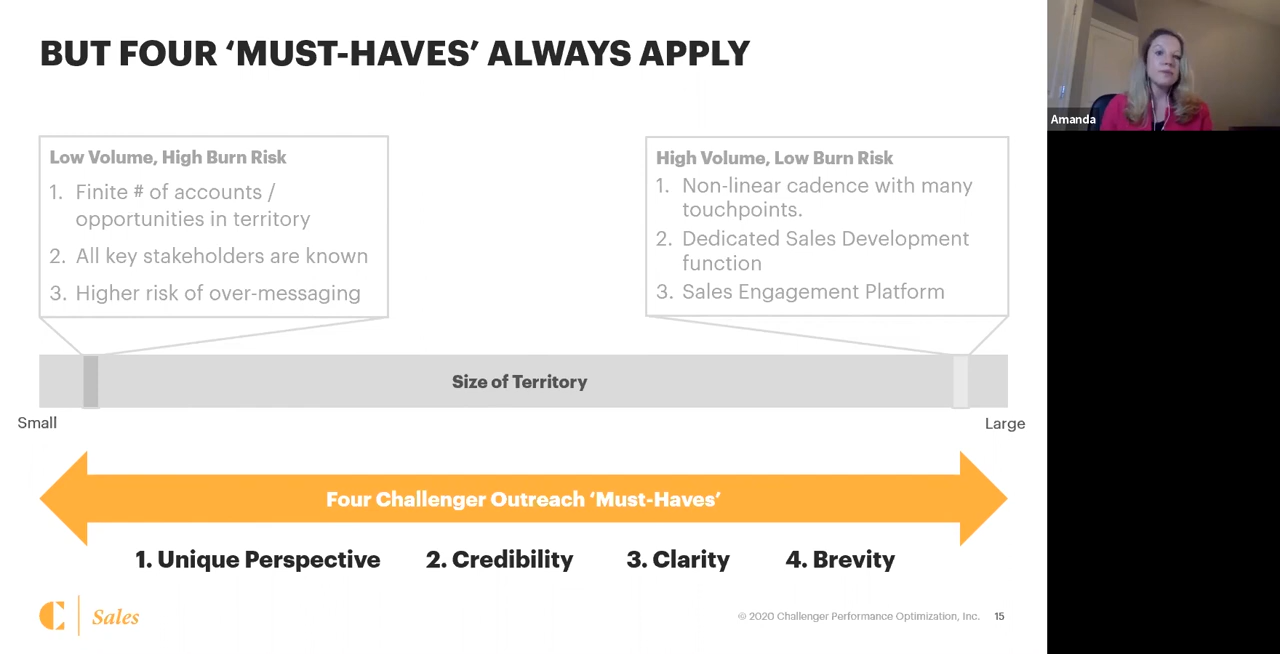 BUT FOUR ‘MUST-HAVES’ ALWAYS APPLY
Amanda
Low Volume, High Burn Risk
1. Finite # of accounts /
opportunities in territory
2. All key stakeholders are known
3. Higher risk of over-messaging
High Volume, Low Burn Risk
1. Non-linear cadence with many
touchpoints.
2. Dedicated Sales Development
function
3. Sales Engagement Platform
Size of Territory
Small
Large
Four Challenger Outreach ‘Must-Haves’
1. Unique Perspective
2. Credibility
3. Clarity
4. Brevity
Sales
© 2020 Challenger Performance Optimization, Inc.
15